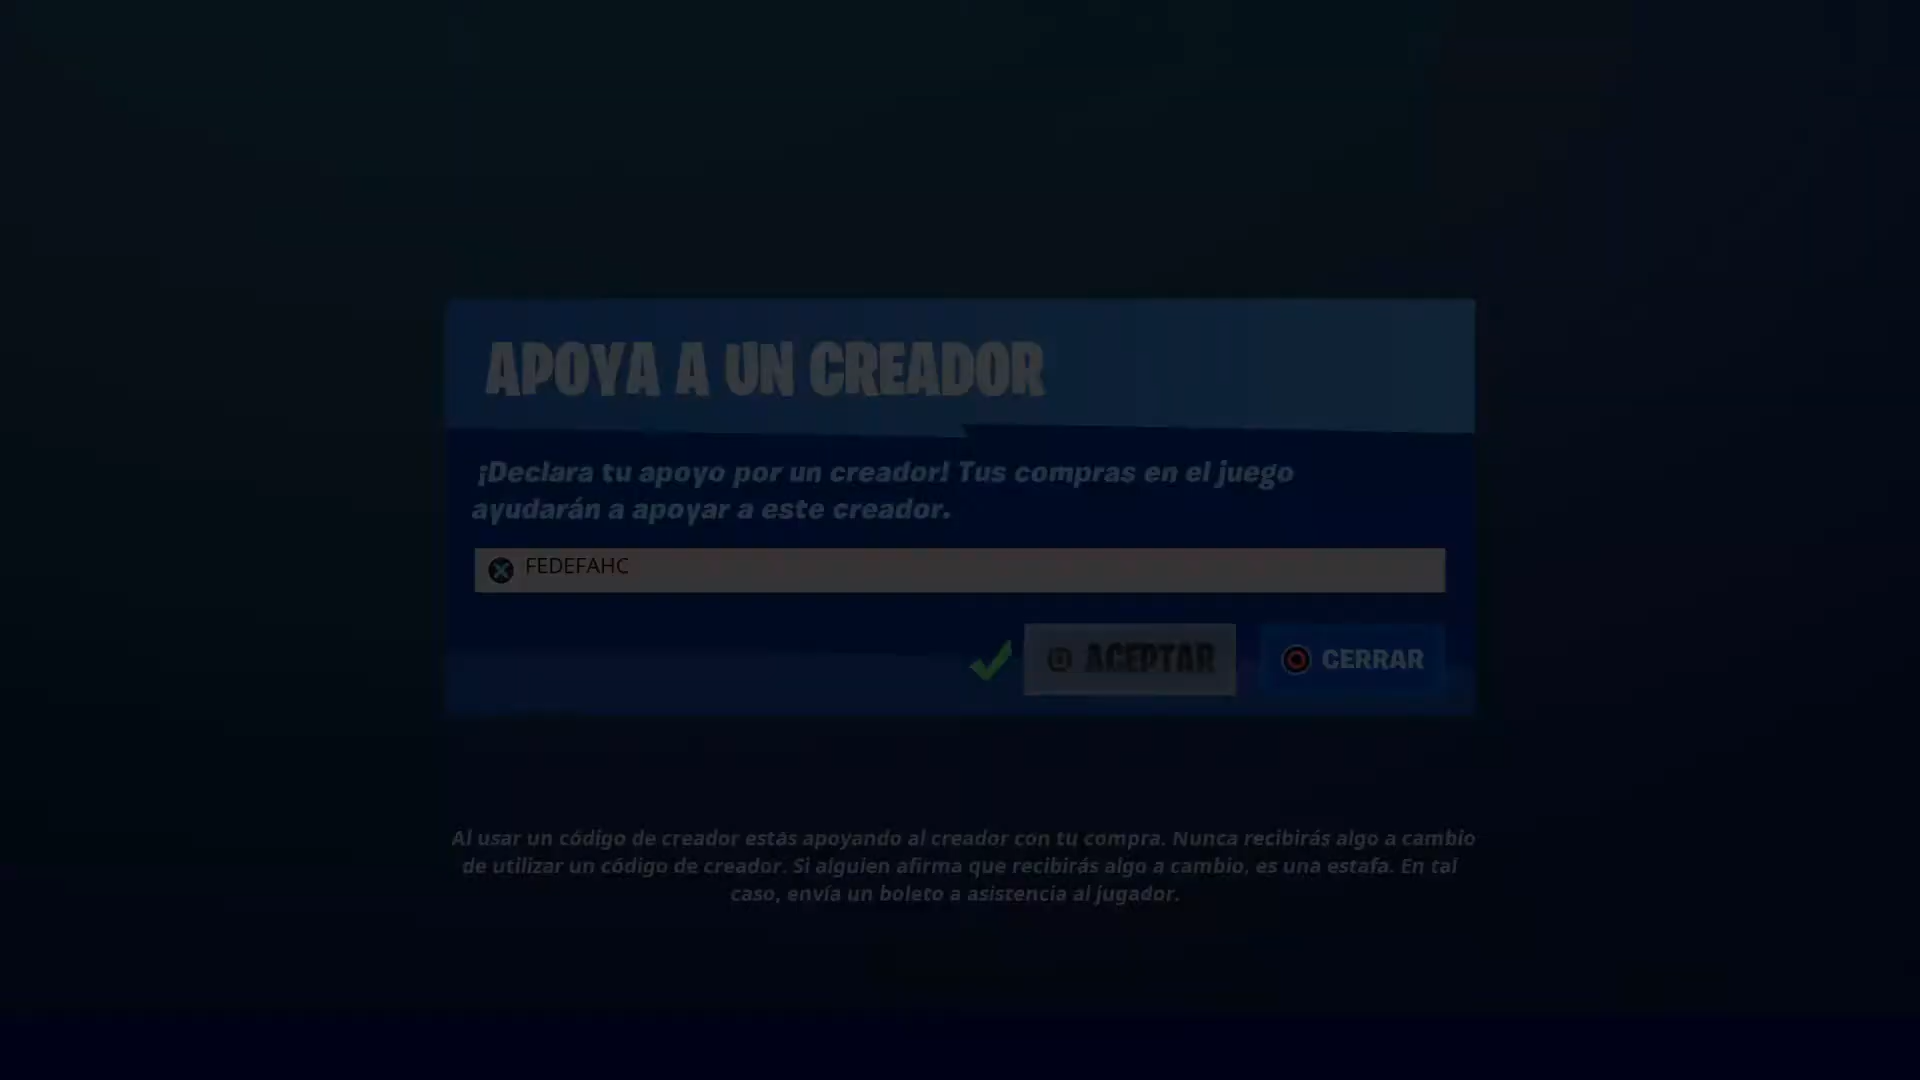 APOYA A UN CREADOR
¡Declara tu apoyo por un creador! Tus compras en el juego
ayudarán a apoyar a este creador.
FEDEFAHC
ACEPTAR
CERRAR
Al usar un código de creador estás apoyando al creador con tu compra. Nunca recibirás algo a cambio
de utilizar un código de creador. Si alguien afirma que recibirás algo a cambio, es una estafa. En tal
caso, envía un boleto a asistencia al jugador.